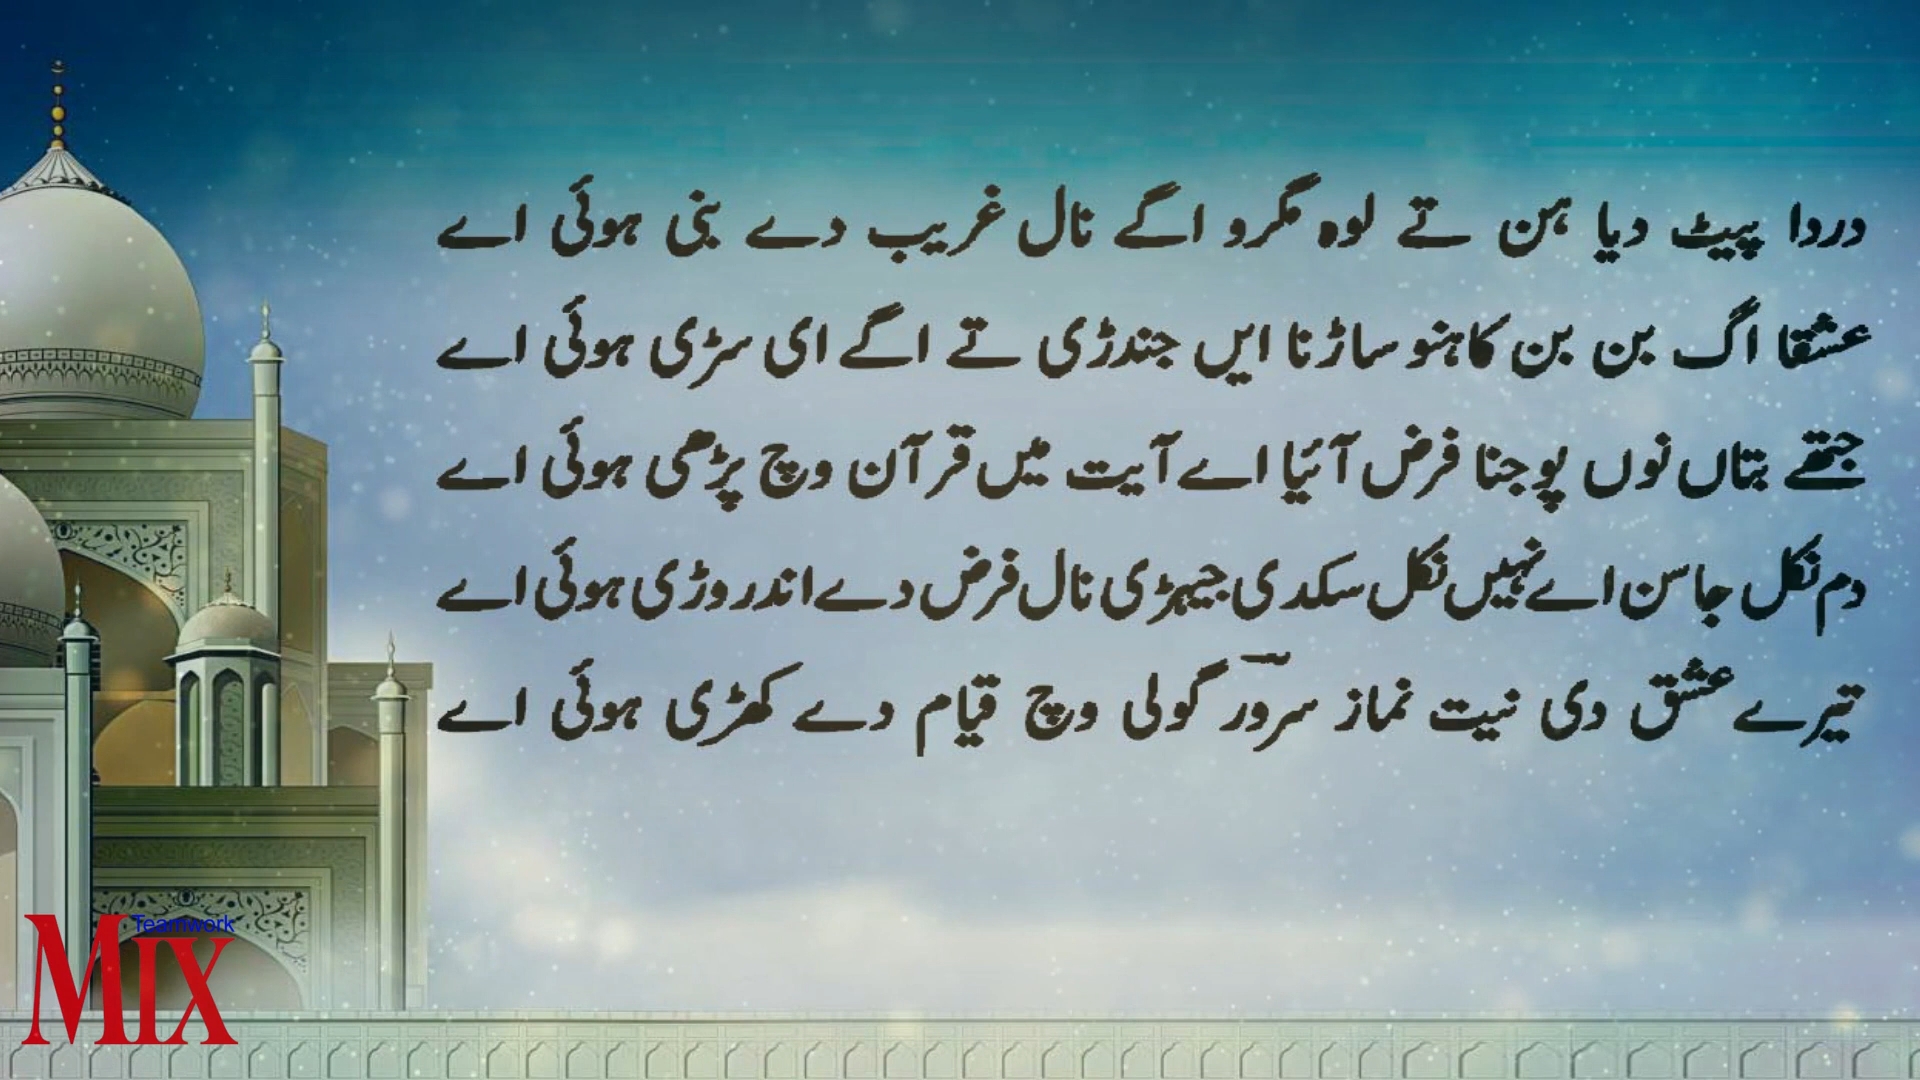 دردا پیٹ دیا ہن تے لوہ مگرو اگے نال غریب دے بنی ہوئی اے
عشقا اگ بن بن کاہنو ساڑنا ایں جندڑی تے اگے ای سڑی ہوئی اے
جتھے بتاں نوں پوجنا فرض آئیا اے آیت میں قرآن وچ پڑھی ہوئی اے
دم نکل جاسن اے نہیں نکل سکدی جیہڑی نال فرض دے اندر وڑی ہوئی اے
تیرے عشق دی نیت نماز سرور گولی وچ قیام دے کھڑی ہوئی اے
Teamwork
MIX